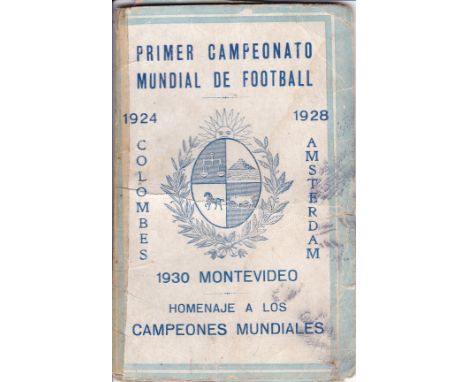 PRIMER CAMPEONATO
MUNDIAL DE FOOTBALL
1924
1928
COLOMBES
AMSTERDAM
1930 MONTEVIDEO
HOMENAJE A LOS
CAMPEONES MUNDIALES